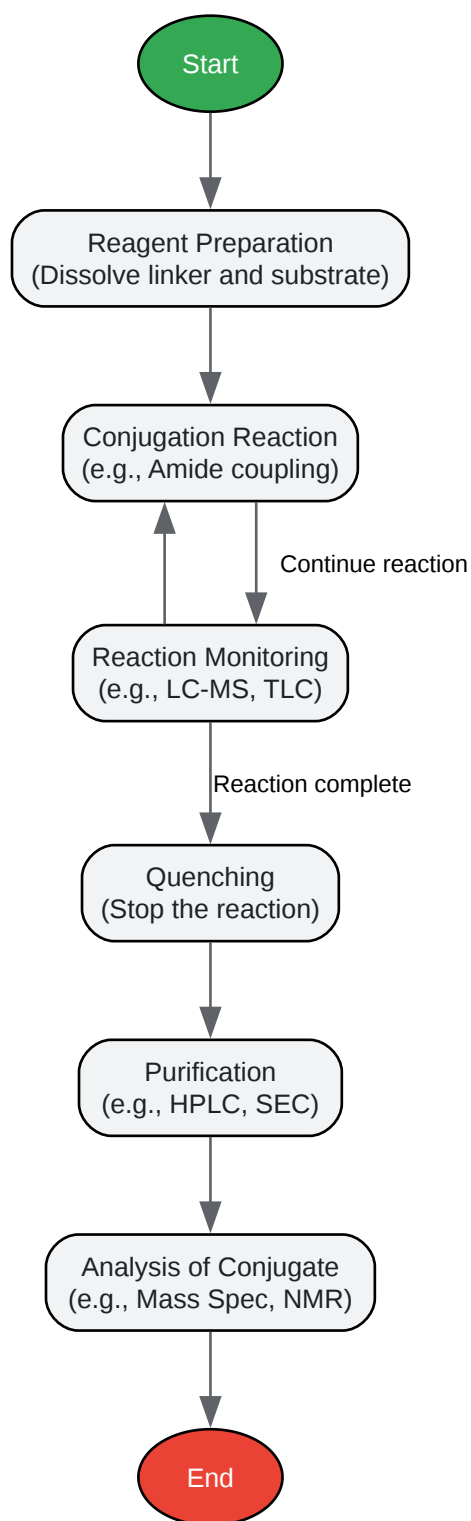 Start
Reagent Preparation
(Dissolve linker and substrate)
Conjugation Reaction
(e.g., Amide coupling)
Continue reaction
Reaction Monitoring
(e.g., LC-MS, TLC)
Reaction complete
Quenching
(Stop the reaction)
Purification
(e.g., HPLC, SEC)
Analysis of Conjugate
(e.g., Mass Spec, NMR)
End